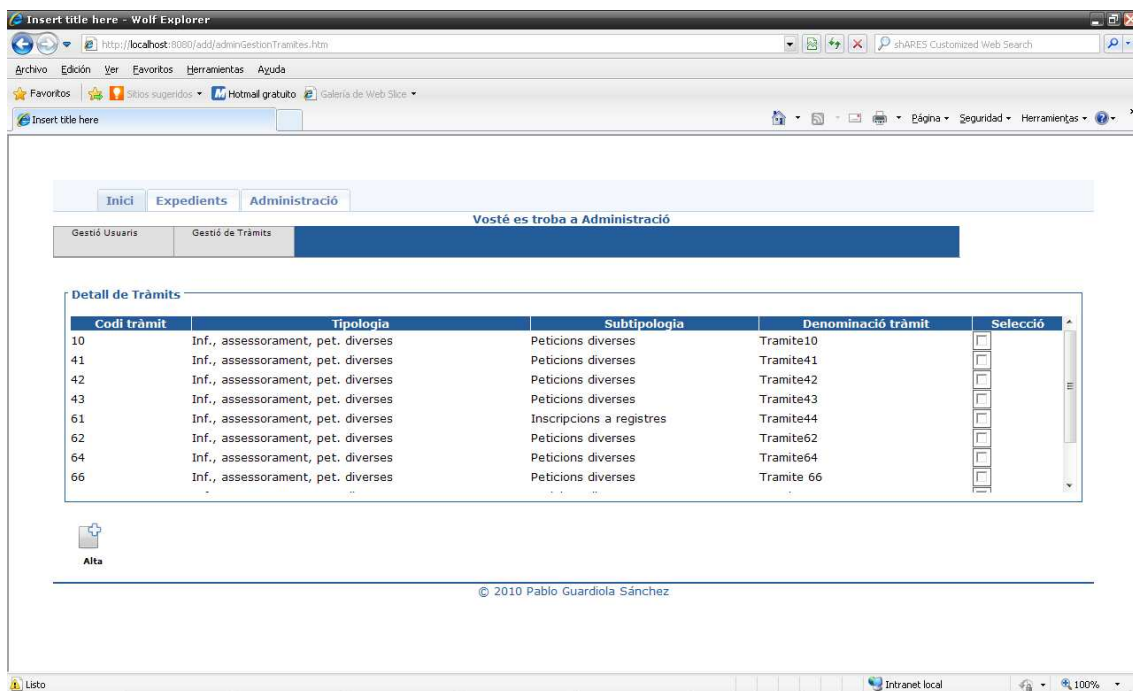 Insert title here - Wolf Explorer
http://localhost:8080/add/adminGestionTramites.htm shARES Customized Web Search
Archivo Edición Ver Favoritos Herramientas Ayuda
Favoritos Sitios sugeridos Hotmail gratuito Galería de Web Slice
Insert title here Página Seguridad Herramientas
Inici Expedients Administració
Vosté es troba a Administració
Gestió Usuaris Gestió de Tràmits
Detall de Tràmits
Codi tràmit Tipologia Subtipologia Denominació tràmit Selecció
10 Inf., assessorament, pet. diverses Peticions diverses Tramite10
41 Inf., assessorament, pet. diverses Peticions diverses Tramite41
42 Inf., assessorament, pet. diverses Peticions diverses Tramite42
43 Inf., assessorament, pet. diverses Peticions diverses Tramite43
61 Inf., assessorament, pet. diverses Inscripcions a registres Tramite44
62 Inf., assessorament, pet. diverses Peticions diverses Tramite62
64 Inf., assessorament, pet. diverses Peticions diverses Tramite64
66 Inf., assessorament, pet. diverses Peticions diverses Tramite 66
Alta
© 2010 Pablo Guardiola Sánchez
Listo Intranet local 100%